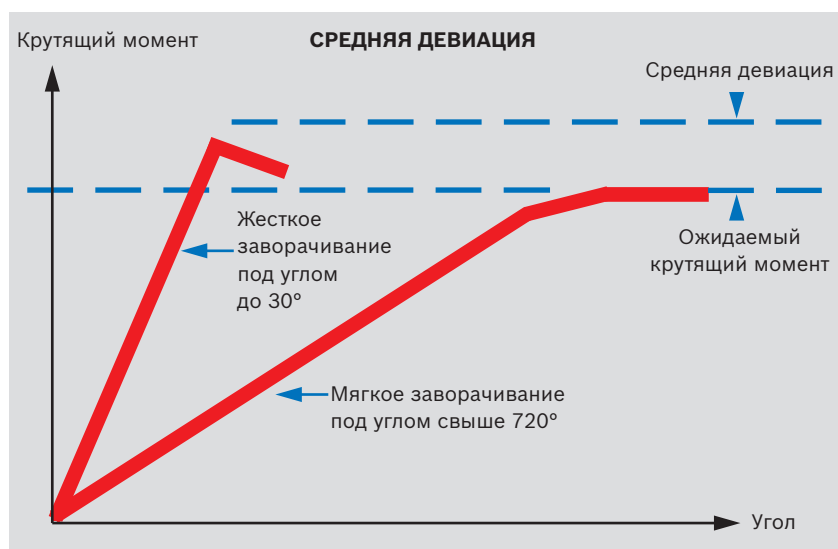 Крутящий момент
СРЕДНЯЯ ДЕВИАЦИЯ
Средняя девиация
Жесткое
заворачивание
под углом
до 30°
Ожидаемый
крутящий момент
Мягкое заворачивание
под углом свыше 720°
Угол